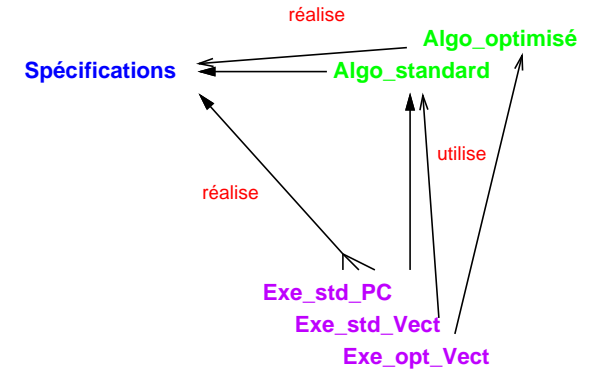 réalise
Algo_optimisé
Spécifications
Algo_standard
utilise
réalise
Exe_std_PC
Exe_std_Vect
Exe_opt_Vect